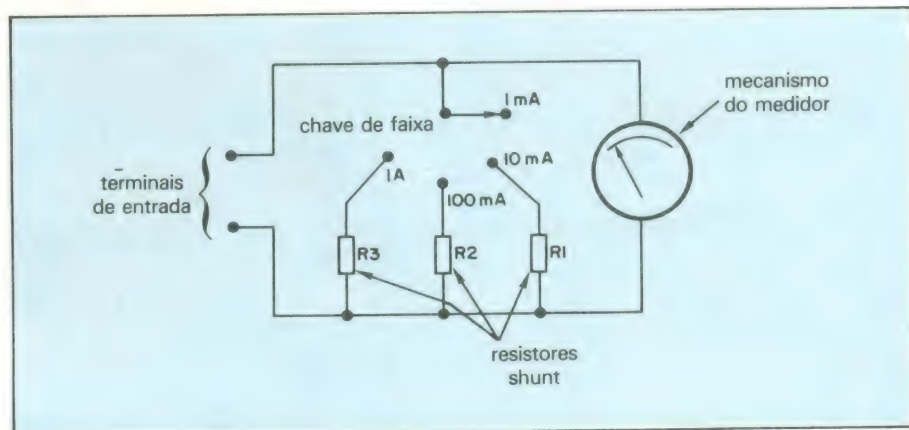 mecanismo
do medidor
1 mA
chave de faixa
1A
10 mA
100 mA
terminais
de entrada
R3
R2
R1
resistores
shunt